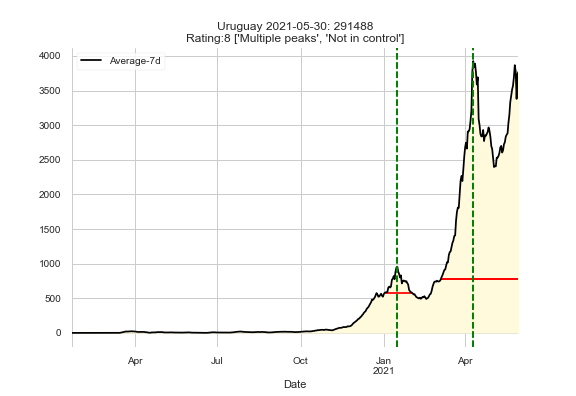 Uruguay 2021-05-30: 291488
Rating:8 ['Multiple peaks', 'Not in control']
Average-7d
4000
3500
3000
2500
2000
1500
1000
500
0
Apr Jul Oct Jan Apr
2021
Date